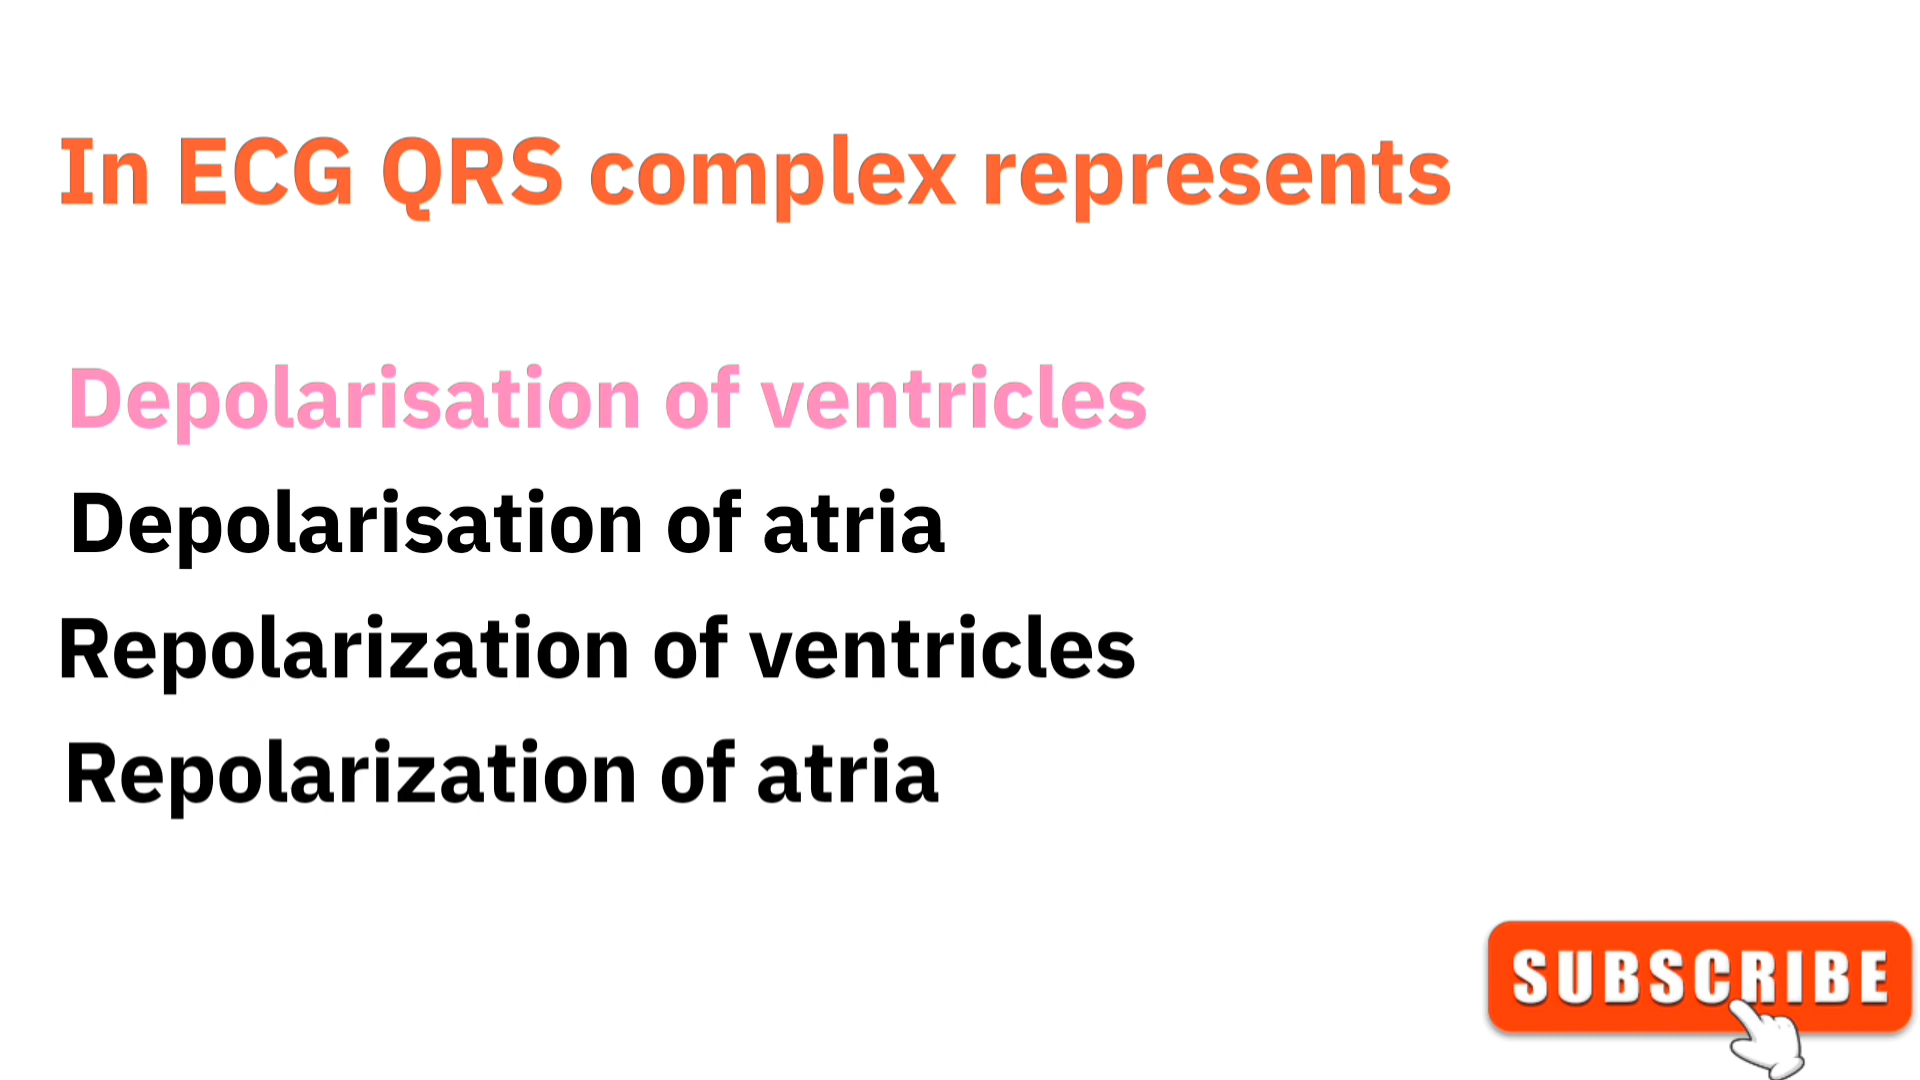 In ECG QRS complex represents
Depolarisation of ventricles
Depolarisation of atria
Repolarization of ventricles
Repolarization of atria
SUBSCRIBE